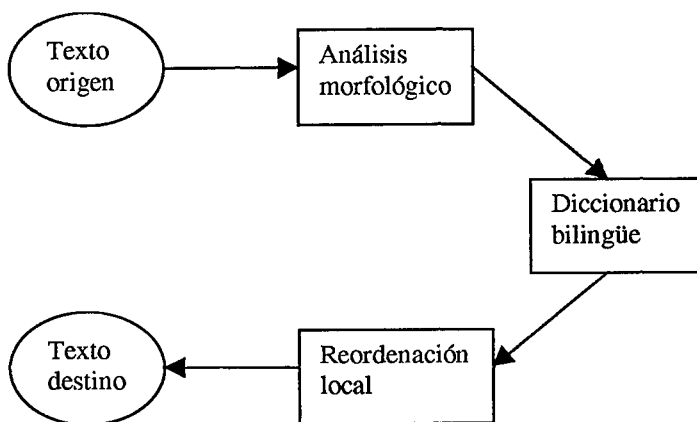 Texto
origen
Análisis
morfológico
Diccionario
bilingüe
Reordenación
local
Texto
destino